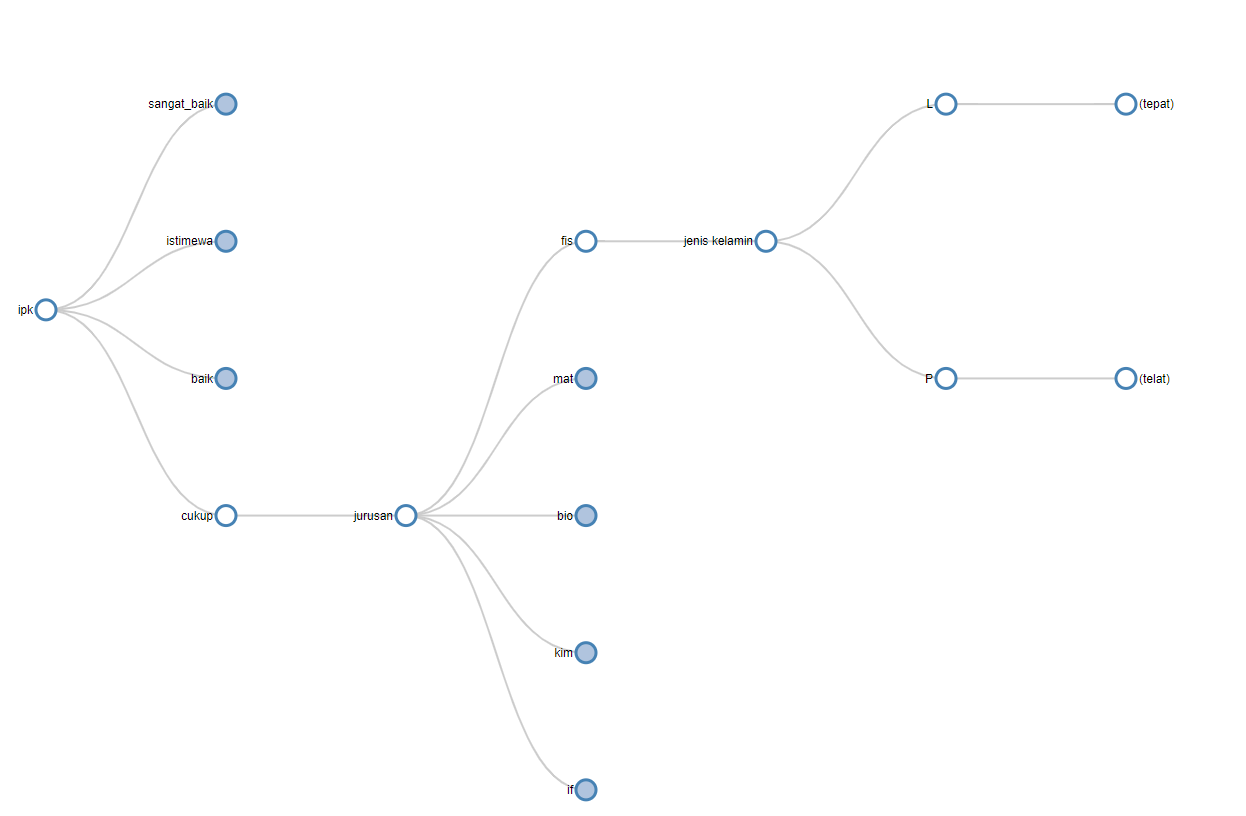 sangat_baik
L
(tepat)
istimewa
fis
jenis kelamin
ipk
baik
mat
P
(telat)
cukup
jurusan
bio
kim
if